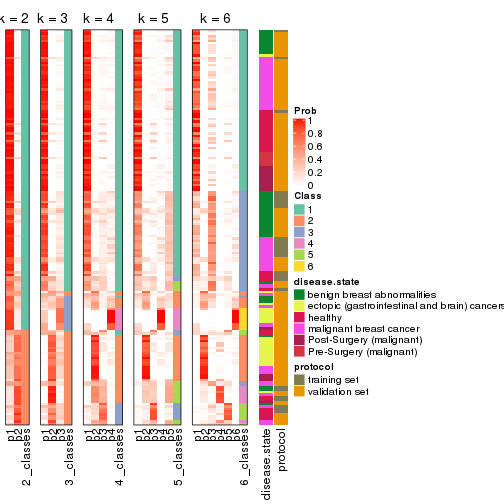 k = 2 k = 3 k = 4 k = 5 k = 6
Prob
1
0.8
0.6
0.4
0.2
0
Class
1
2
3
4
5
6
disease.state
benign breast abnormalities
ectopic (gastrointestinal and brain) cancers
healthy
malignant breast cancer
Post-Surgery (malignant)
Pre-Surgery (malignant)
protocol
training set
validation set
p1 p2 2_classes p1 p2 p3 3_classes p1 p2 p3 p4 4_classes p1 p2 p3 p4 p5 5_classes p1 p2 p3 p4 p5 p6 6_classes disease.state protocol